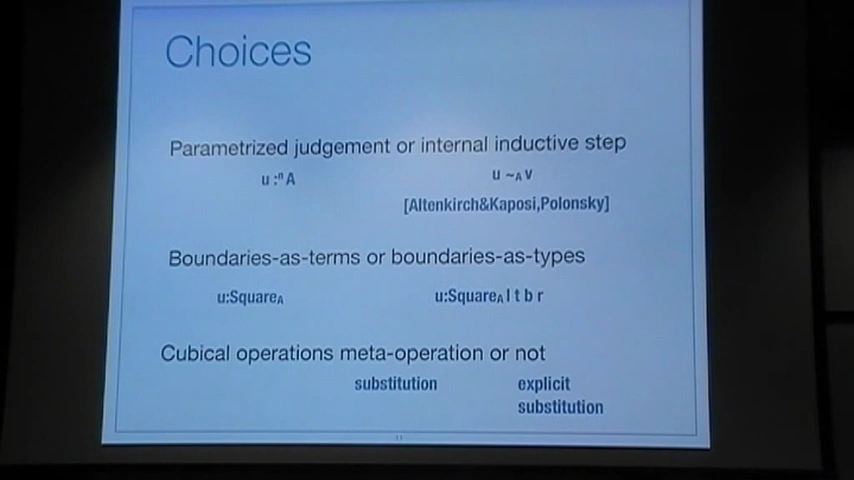 Choices
Parametrized judgement or internal inductive step
u :ⁿ A
u ~A v
[Altenkirch&Kaposi,Polonsky]
Boundaries-as-terms or boundaries-as-types
u:SquareA
u:SquareA l t b r
Cubical operations meta-operation or not
substitution
explicit
substitution